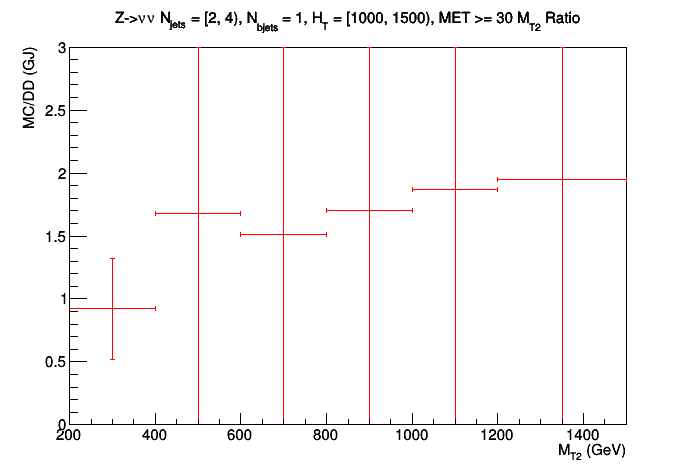 Z->νν N_jets = [2, 4), N_bjets = 1, H_T = [1000, 1500), MET >= 30 M_T2 Ratio
MC/DD (GJ)
3
2.5
2
1.5
1
0.5
0
200 400 600 800 1000 1200 1400
M_T2 (GeV)